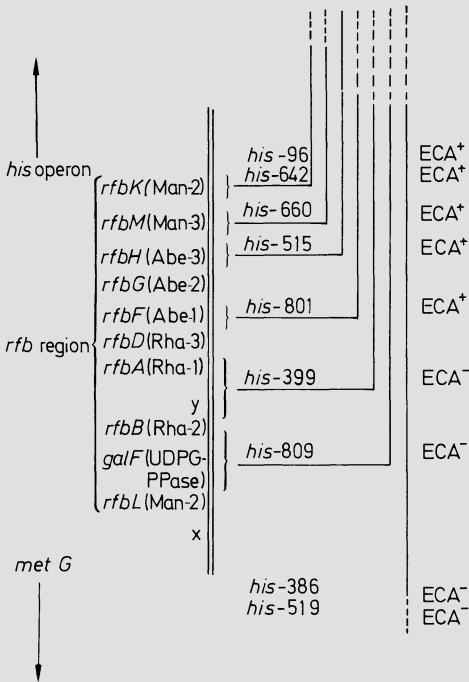 his-96 ECA+
his operon his-642 ECA+
rfbK(Man-2)
rfbM(Man-3) his-660 ECA+
rfbH(Abe-3) his-515 ECA+
rfbG(Abe-2)
rfbF(Abe-1) his-801 ECA+
rfbD(Rha-3)
rfb region
rfbA(Rha-1)
his-399 ECA-
y
rfbB(Rha-2)
galF(UDPG-
PPase) his-809 ECA-
rfbL(Man-2)
x
met G
his-386 ECA-
his-519 ECA-